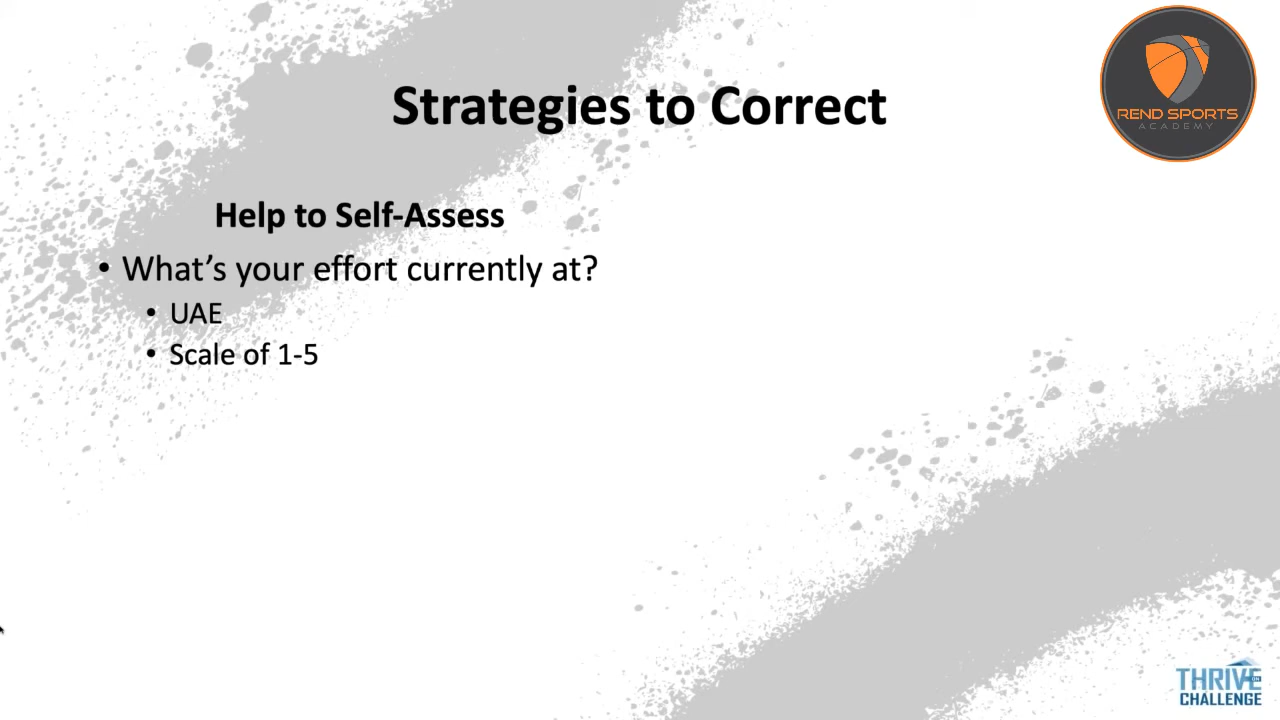 Strategies to Correct
REND SPORTS
ACADEMY
Help to Self-Assess
• What’s your effort currently at?
• UAE
• Scale of 1-5
THRIVE
ON
CHALLENGE